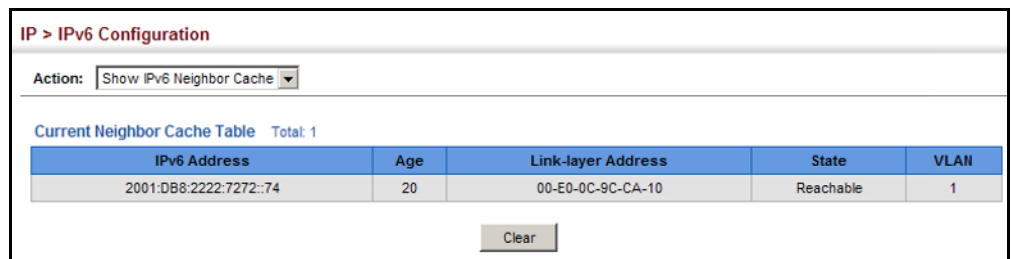 IP > IPv6 Configuration
Action: Show IPv6 Neighbor Cache
Current Neighbor Cache Table Total: 1
IPv6 Address Age Link-layer Address State VLAN
2001:DB8:2222:7272::74 20 00-E0-0C-9C-CA-10 Reachable 1
Clear